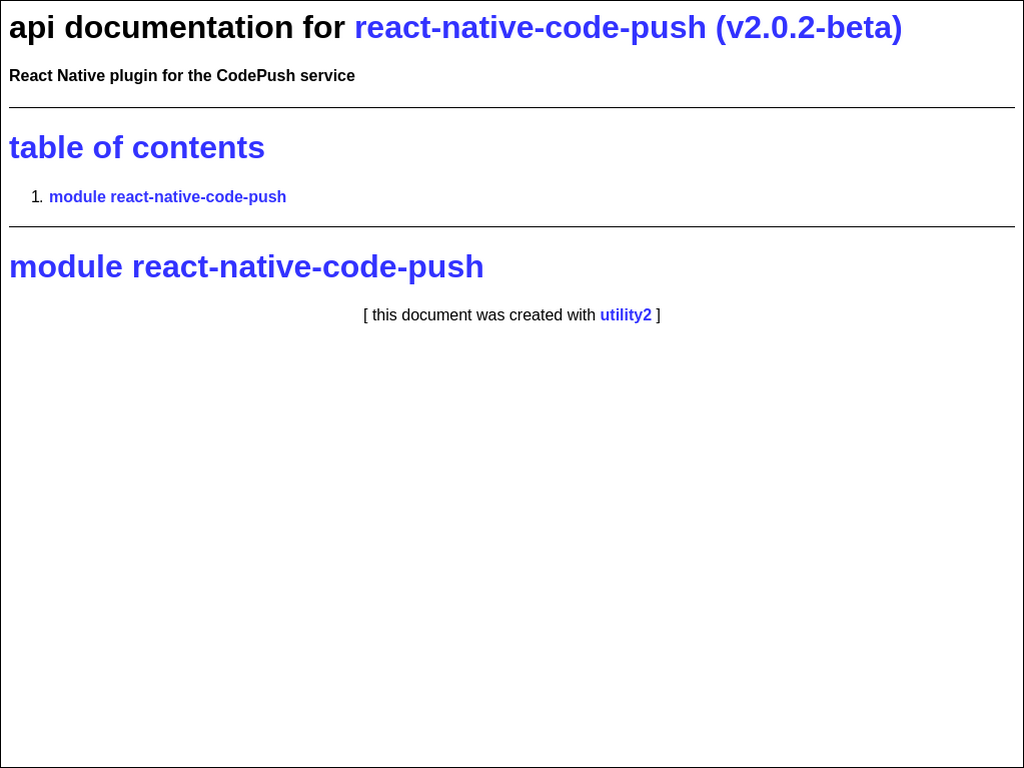 api documentation for react-native-code-push (v2.0.2-beta)
React Native plugin for the CodePush service
table of contents
1. module react-native-code-push
module react-native-code-push
[ this document was created with utility2 ]